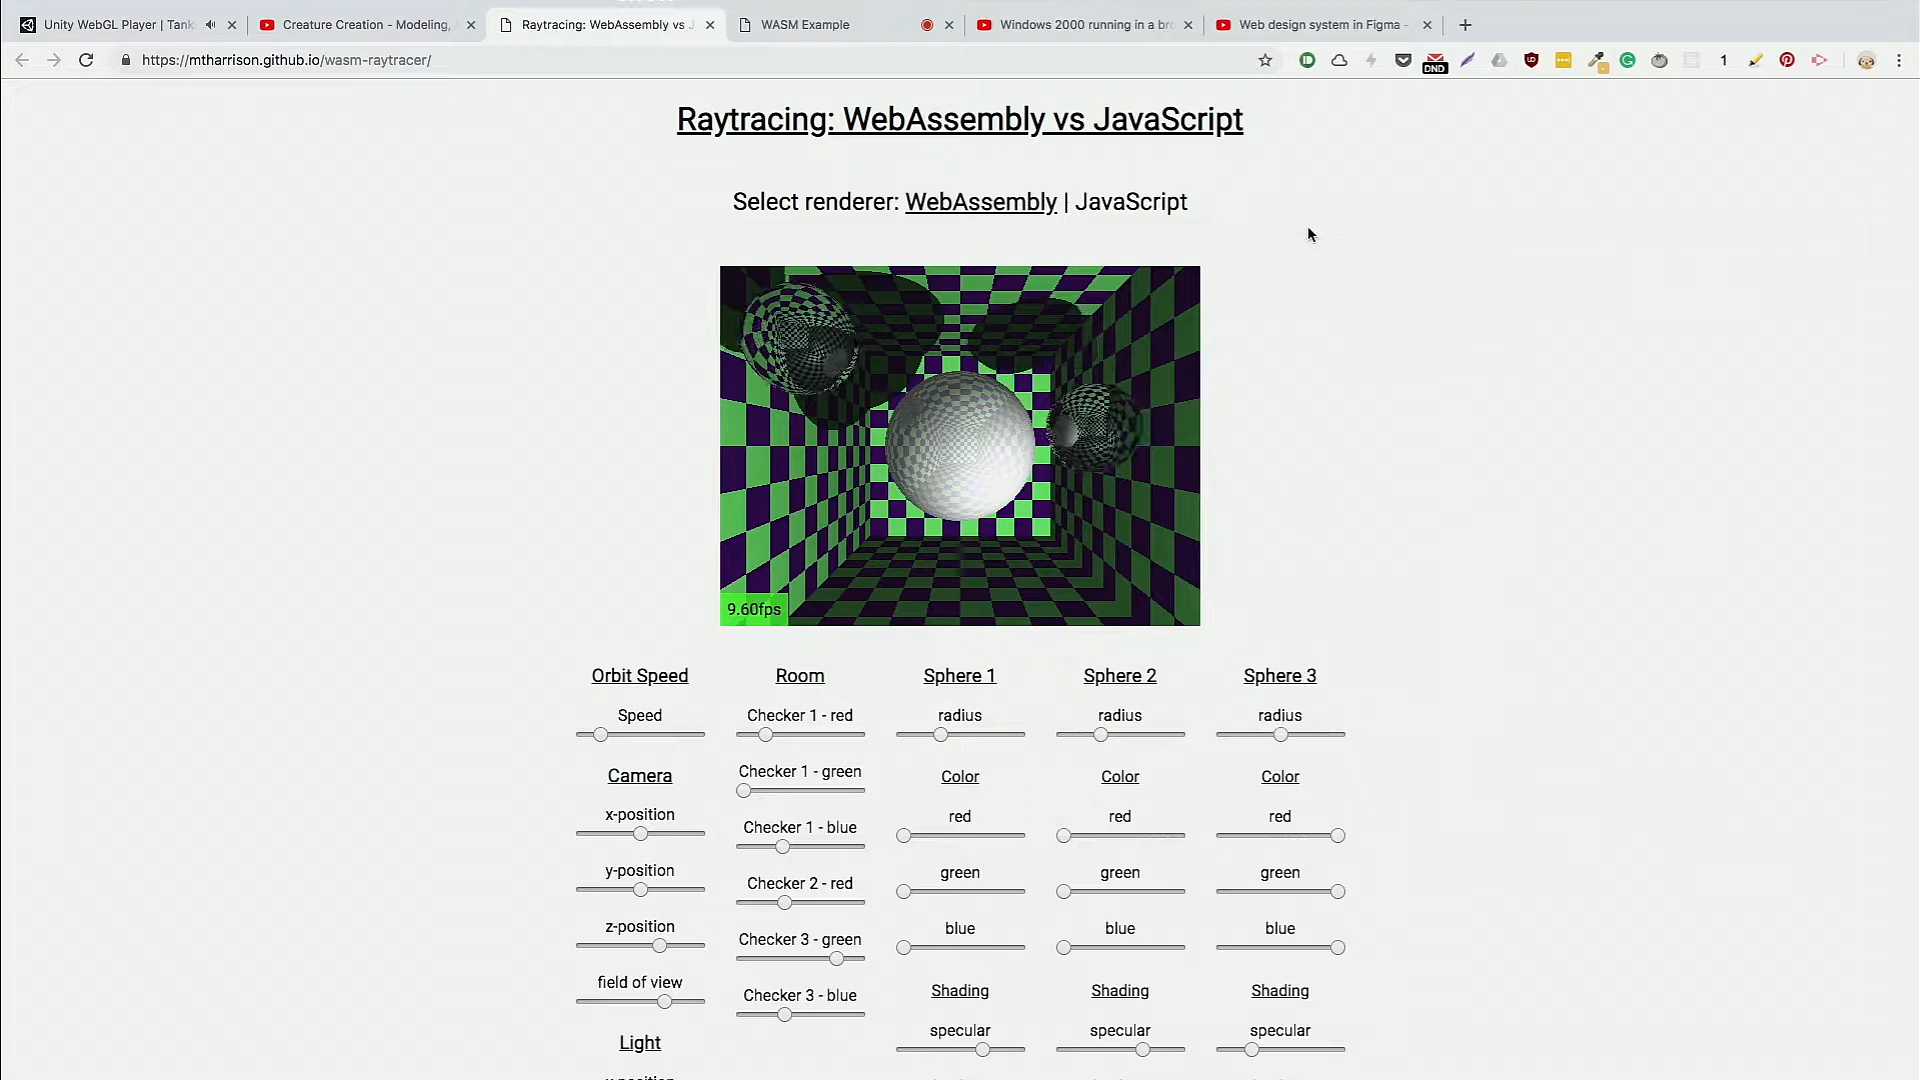 Unity WebGL Player | Tank
Creature Creation - Modeling,
Raytracing: WebAssembly vs J
WASM Example
Windows 2000 running in a br
Web design system in Figma -
https://mtharrison.github.io/wasm-raytracer/
DND
1
Raytracing: WebAssembly vs JavaScript
Select renderer: WebAssembly | JavaScript
9.60fps
Orbit Speed
Room
Sphere 1
Sphere 2
Sphere 3
Speed
Checker 1 - red
radius
radius
radius
Camera
Checker 1 - green
Color
Color
Color
x-position
Checker 1 - blue
red
red
red
y-position
Checker 2 - red
green
green
green
z-position
Checker 3 - green
blue
blue
blue
field of view
Checker 3 - blue
Shading
Shading
Shading
Light
specular
specular
specular